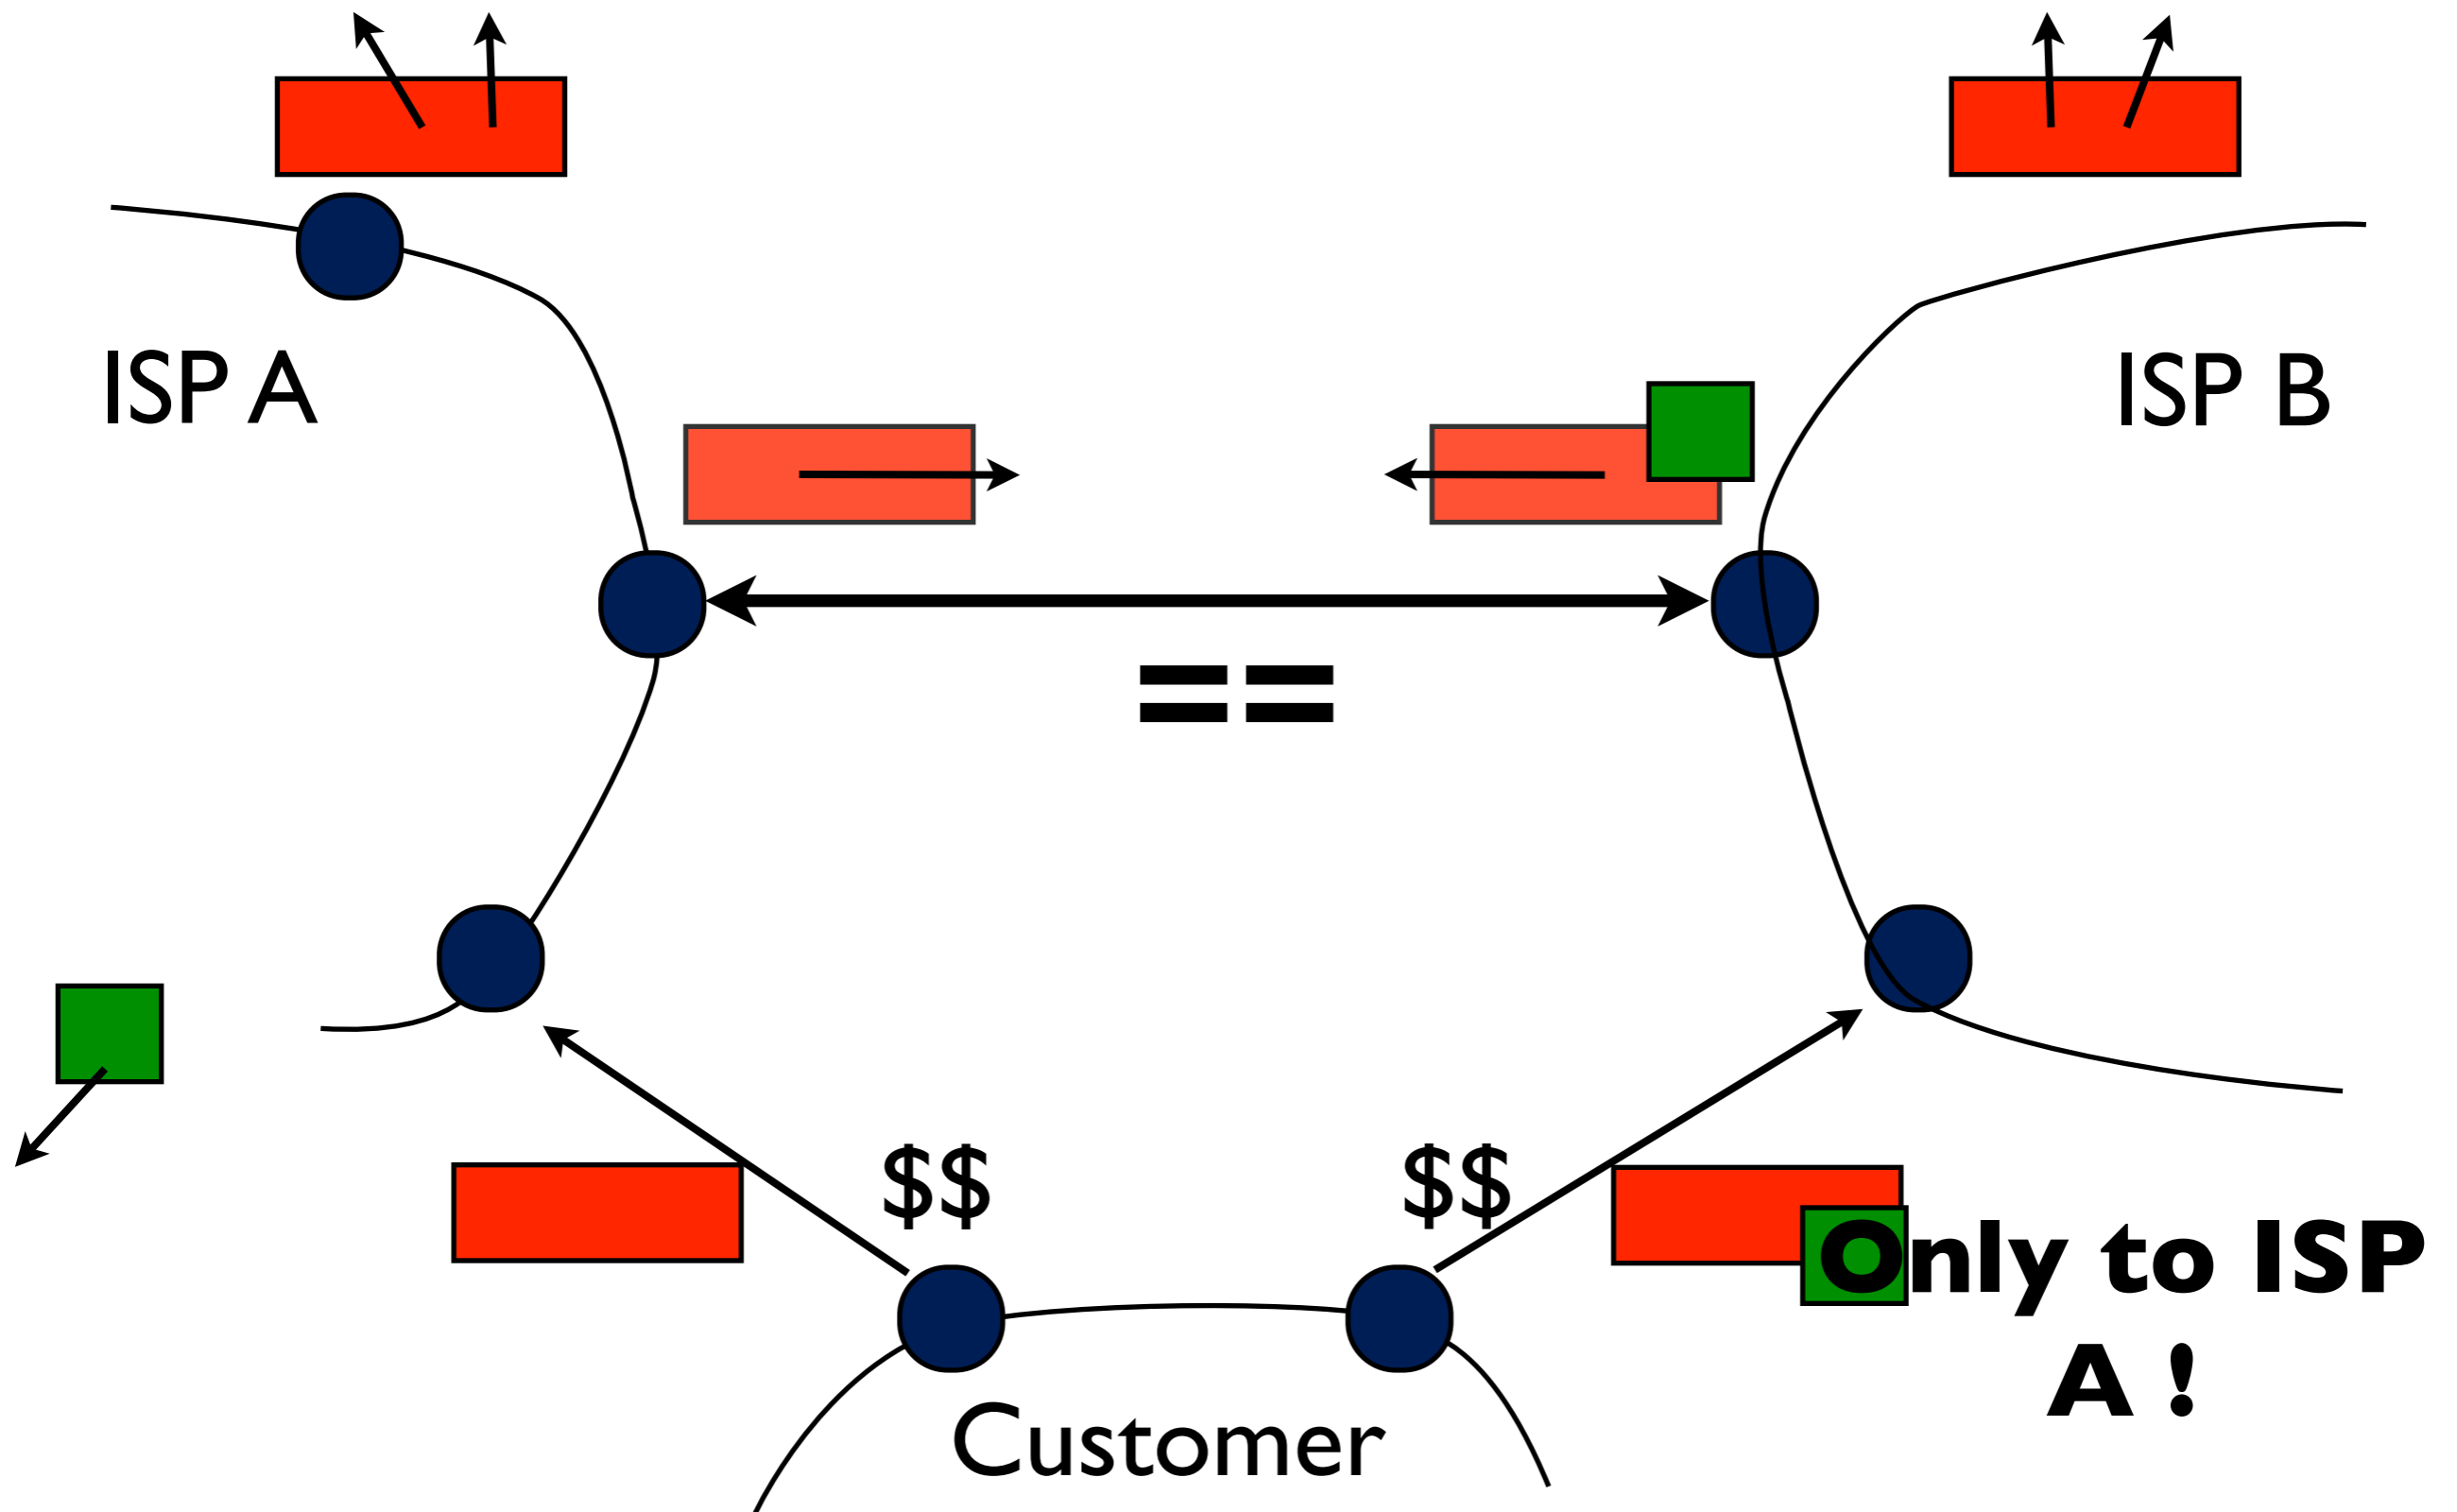 ISP A
ISP B
==
$$
$$
Only to ISP
A !
Customer